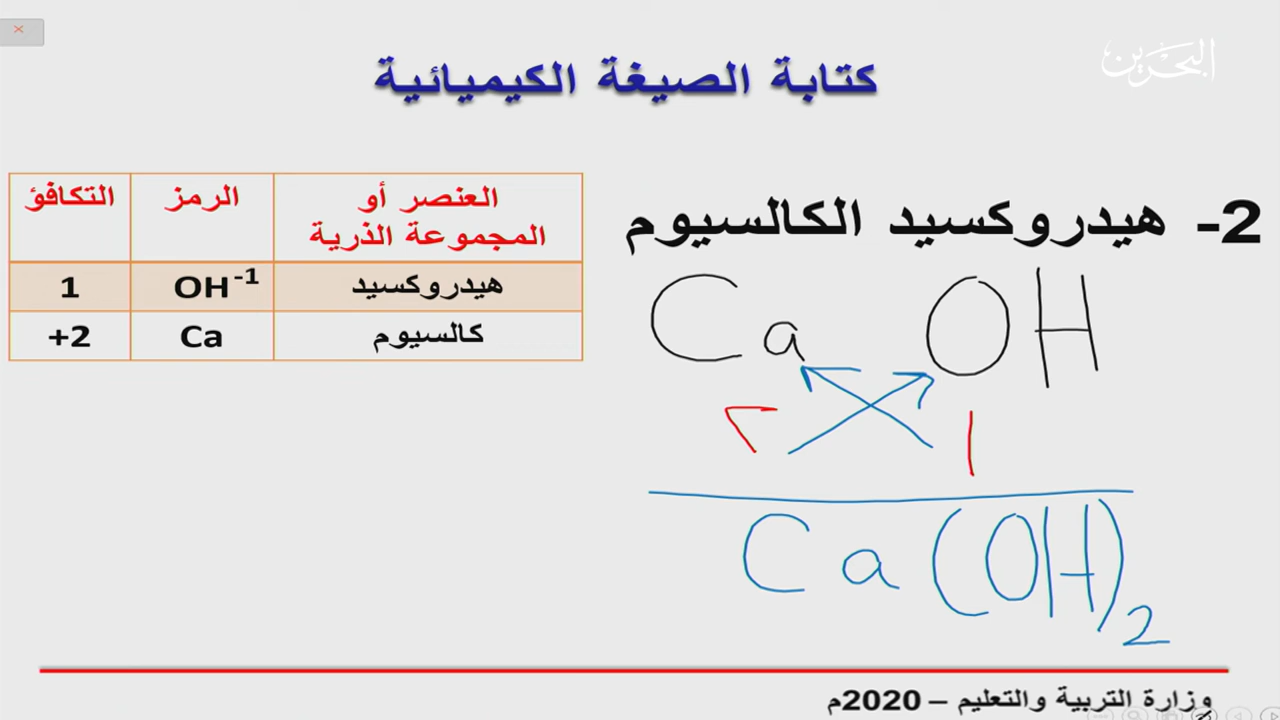 البحرين
كتابة الصيغة الكيميائية
2- هيدروكسيد الكالسيوم
العنصر أو المجموعة الذرية الرمز التكافؤ
هيدروكسيد OH⁻¹ 1
كالسيوم Ca +2
Ca OH
٢ 1
Ca(OH)₂
وزارة التربية والتعليم – 2020م